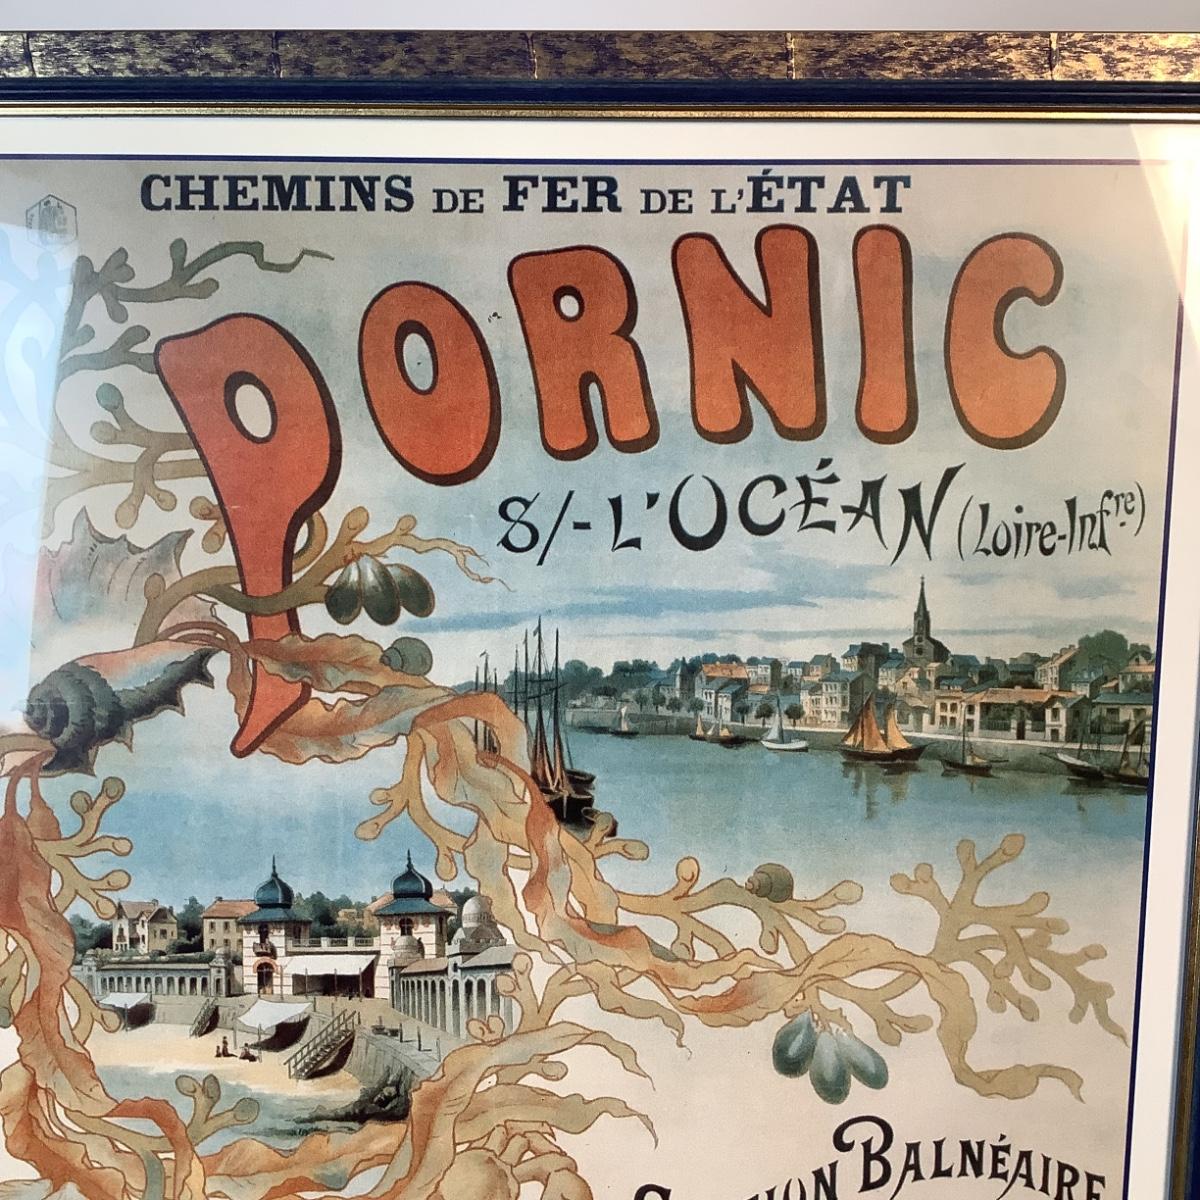 CHEMINS DE FER DE L'ÉTAT
PORNIC
S/- L'OCÉAN (Loire-Infre)
BALNÉAIRE